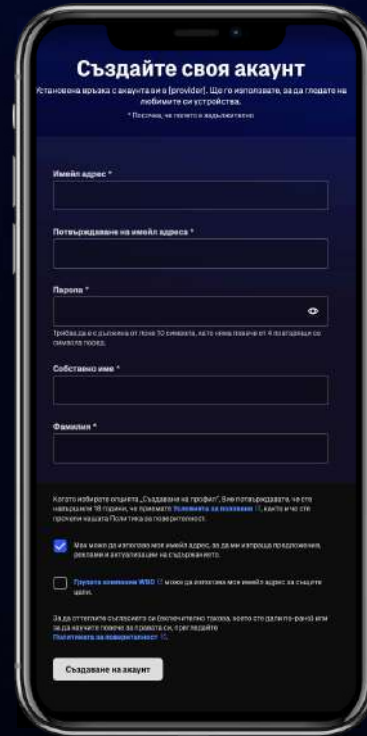 Създайте своя акаунт
Установена връзка с акаунта ви в [provider]. Ще го използвате, за да гледате на
любимите си устройства.
* Посочва, че полето е задължително
Имейл адрес *
Потвърждаване на имейл адреса *
Парола *
Трябва да е с дължина от поне 10 символа, като няма повече от 4 повтарящи се
символа поред.
Собствено име *
Фамилия *
Когато избирате опцията „Създаване на профил“, Вие потвърждавате, че сте
навършили 18 години, че приемате Условията за ползване, както и че сте
прочели нашата Политика за поверителност.
Max може да използва моя имейл адрес, за да ми изпраща предложения,
реклами и актуализации на съдържанието.
Групата компании WBD може да използва моя имейл адрес за същите
цели.
За да оттеглите съгласието си (включително такова, което сте дали по-рано) или
за да научите повече за правата си, прегледайте
Политиката за поверителност.
Създаване на акаунт